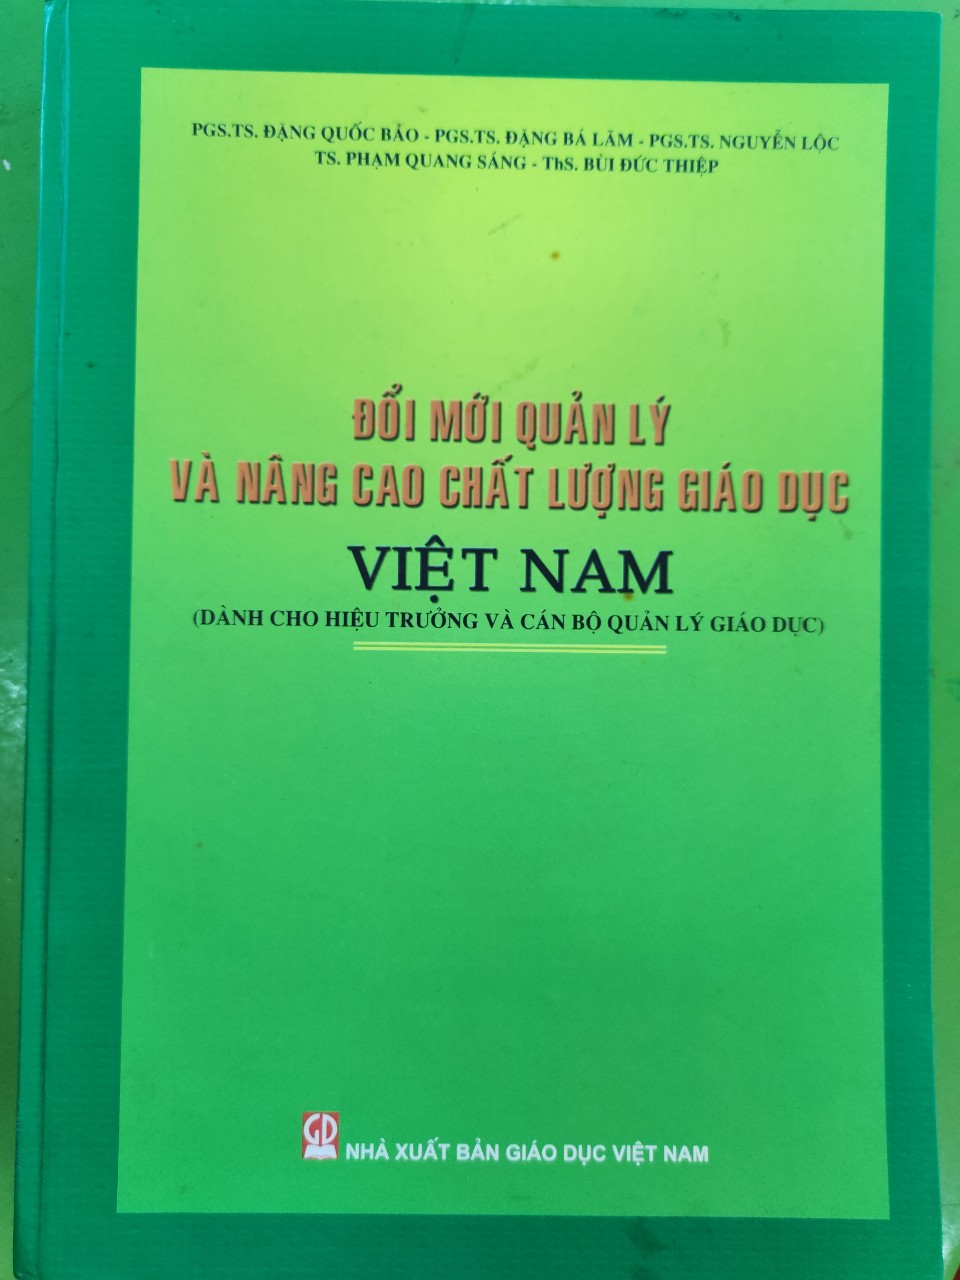 PGS.TS. ĐẶNG QUỐC BẢO - PGS.TS. ĐẶNG BÁ LÃM - PGS.TS. NGUYỄN LỘC
TS. PHẠM QUANG SÁNG - ThS. BÙI ĐỨC THIỆP
ĐỔI MỚI QUẢN LÝ
VÀ NÂNG CAO CHẤT LƯỢNG GIÁO DỤC
VIỆT NAM
(DÀNH CHO HIỆU TRƯỞNG VÀ CÁN BỘ QUẢN LÝ GIÁO DỤC)
GD NHÀ XUẤT BẢN GIÁO DỤC VIỆT NAM